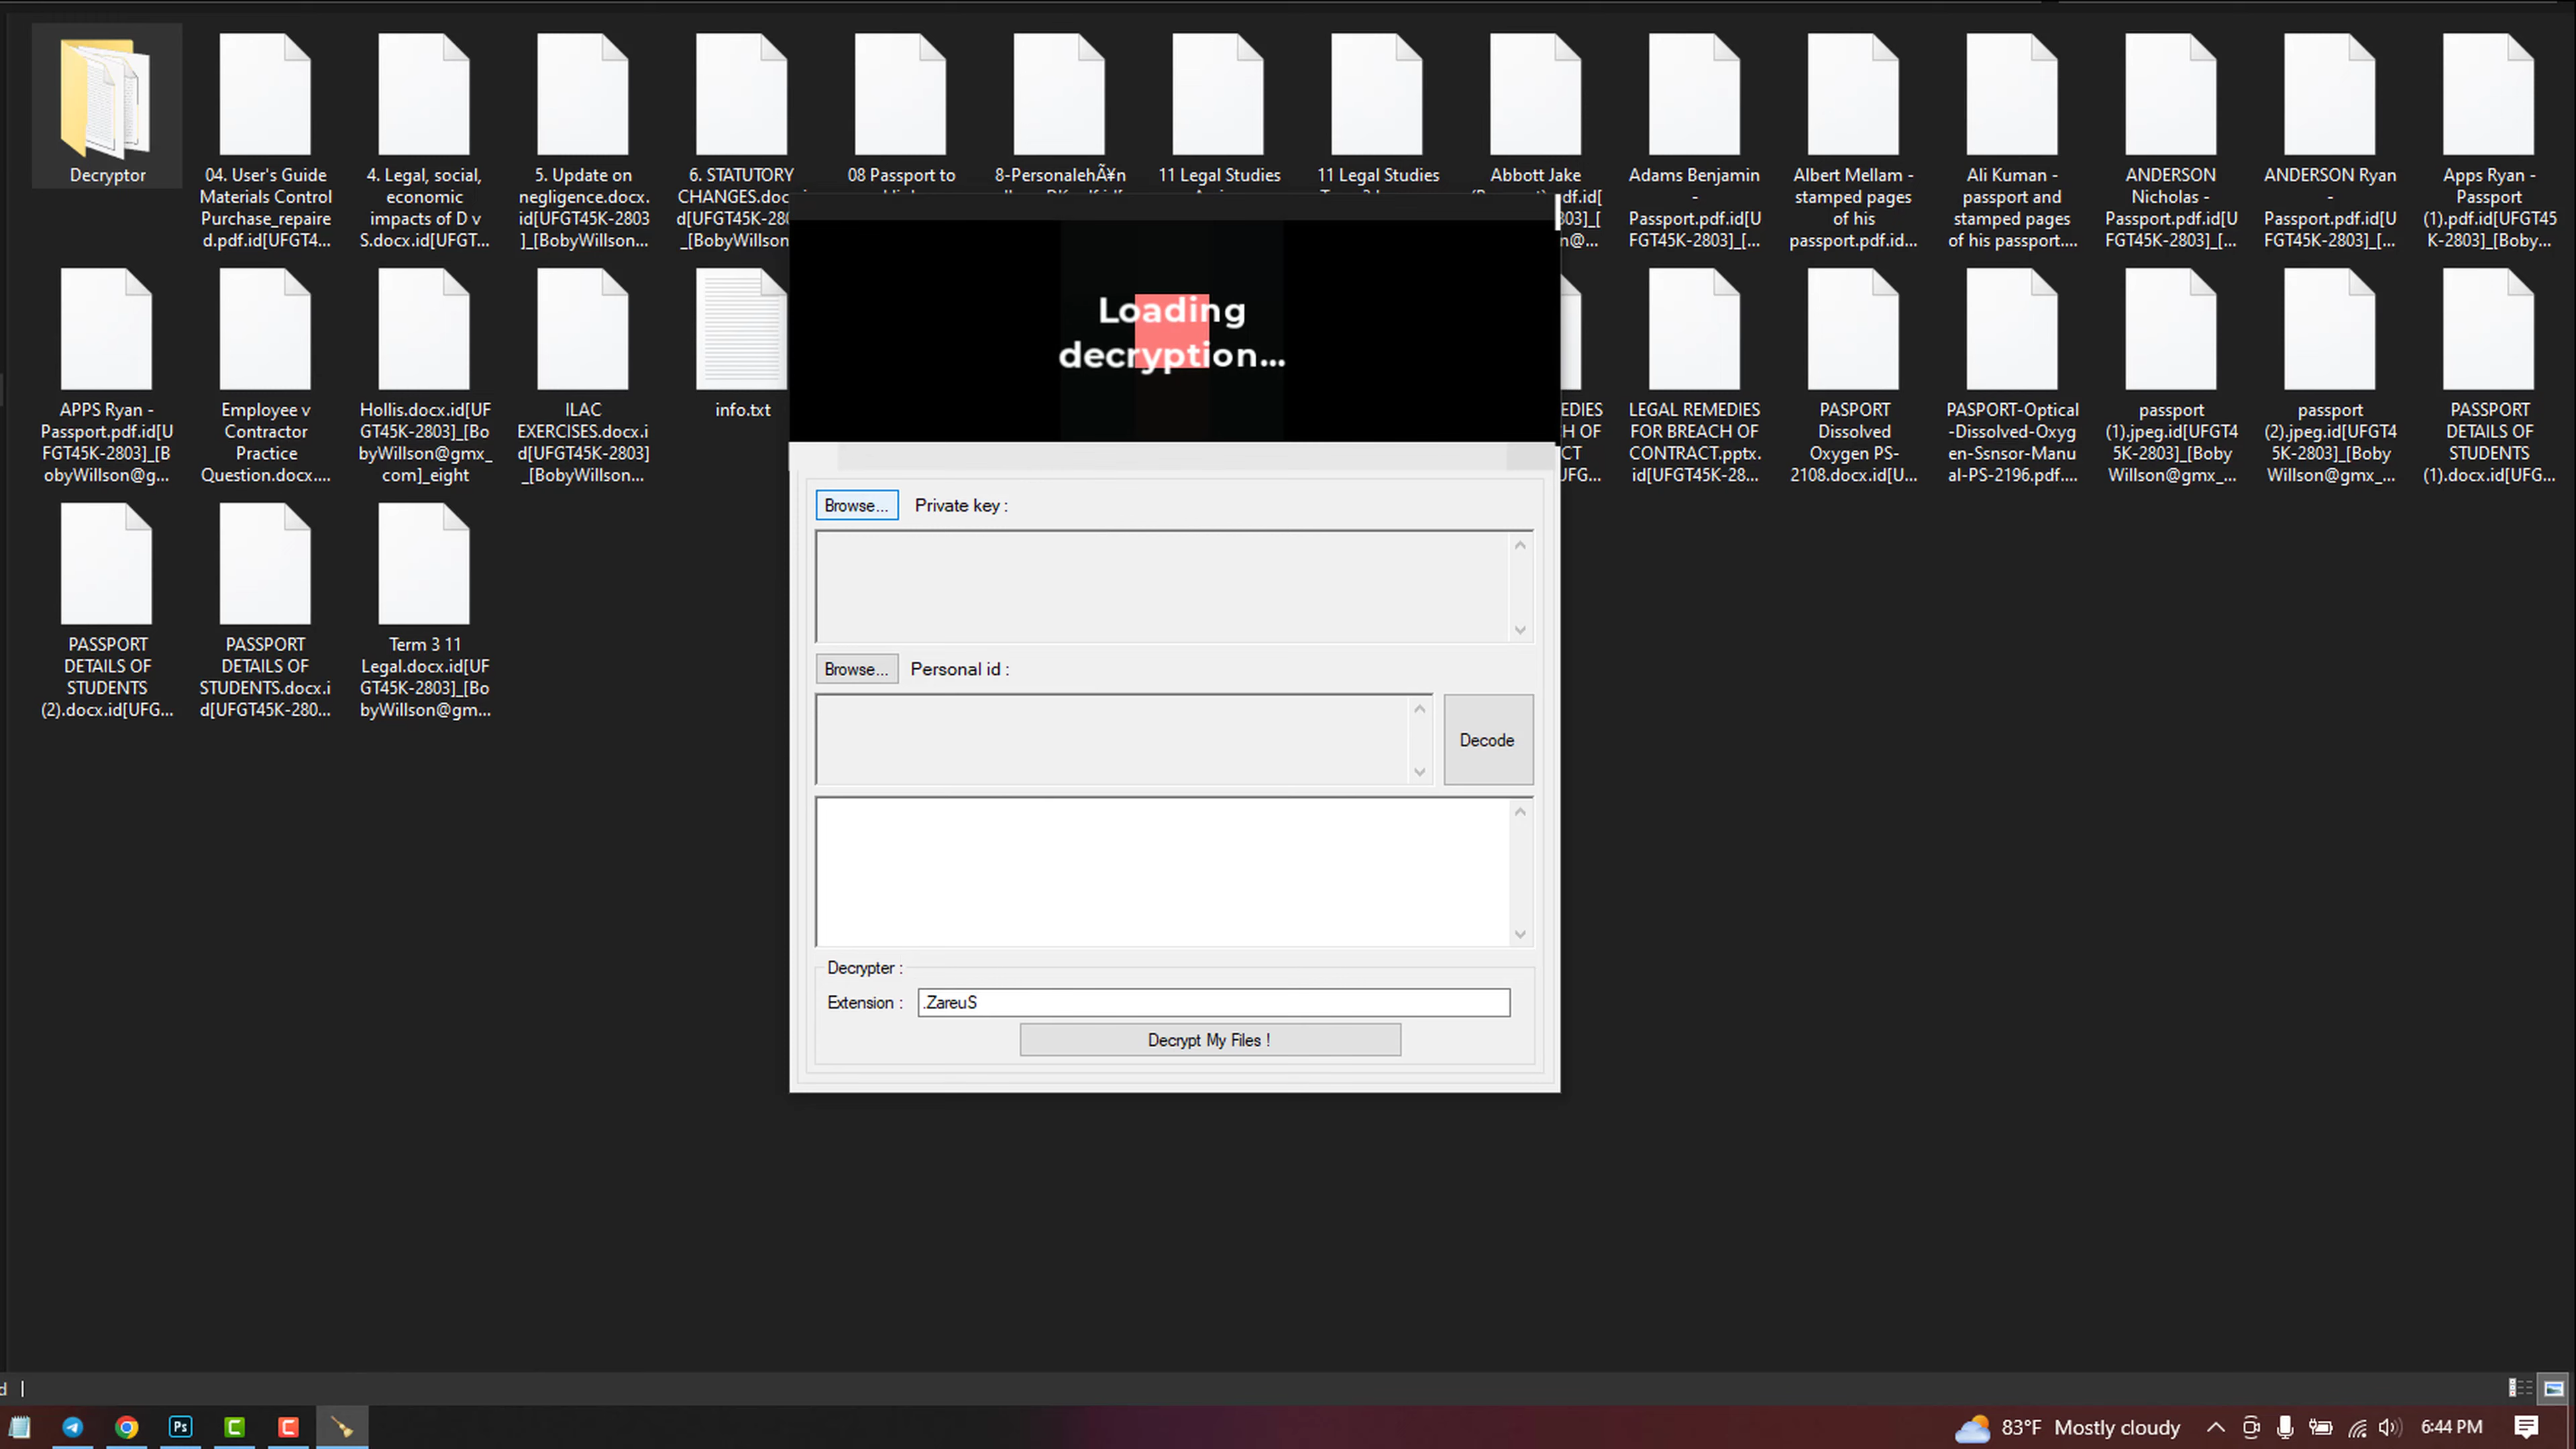 Decryptor
04. User's Guide
Materials Control
Purchase_repaire
d.pdf.id[UFGT4...
4. Legal, social,
economic
impacts of D v
S.docx.id[UFGT...
5. Update on
negligence.docx.
id[UFGT45K-2803
]_[BobyWillson...
6. STATUTORY
CHANGES.doc
d[UFGT45K-28
_[BobyWillson
08 Passport to
8-PersonalehÃ¥n
11 Legal Studies
11 Legal Studies
Abbott Jake
df.id[
03]_[
n@...
Adams Benjamin
-
Passport.pdf.id[U
FGT45K-2803]_[...
Albert Mellam -
stamped pages
of his
passport.pdf.id...
Ali Kuman -
passport and
stamped pages
of his passport....
ANDERSON
Nicholas -
Passport.pdf.id[U
FGT45K-2803]_[...
ANDERSON Ryan
-
Passport.pdf.id[U
FGT45K-2803]_[...
Apps Ryan -
Passport
(1).pdf.id[UFGT45
K-2803]_[Boby...
APPS Ryan -
Passport.pdf.id[U
FGT45K-2803]_[B
obyWillson@g...
Employee v
Contractor
Practice
Question.docx....
Hollis.docx.id[UF
GT45K-2803]_[Bo
byWillson@gmx_
com]_eight
ILAC
EXERCISES.docx.i
d[UFGT45K-2803]
_[BobyWillson...
info.txt
EDIES
H OF
CT
UFG...
LEGAL REMEDIES
FOR BREACH OF
CONTRACT.pptx.
id[UFGT45K-28...
PASPORT
Dissolved
Oxygen PS-
2108.docx.id[U...
PASPORT-Optical
-Dissolved-Oxyg
en-Ssnsor-Manu
al-PS-2196.pdf....
passport
(1).jpeg.id[UFGT4
5K-2803]_[Boby
Willson@gmx_...
passport
(2).jpeg.id[UFGT4
5K-2803]_[Boby
Willson@gmx_...
PASSPORT
DETAILS OF
STUDENTS
(1).docx.id[UFG...
PASSPORT
DETAILS OF
STUDENTS
(2).docx.id[UFG...
PASSPORT
DETAILS OF
STUDENTS.docx.i
d[UFGT45K-280...
Term 3 11
Legal.docx.id[UF
GT45K-2803]_[Bo
byWillson@gm...
Loading
decryption...
Browse... Private key :
Browse... Personal id :
Decode
Decrypter :
Extension : .ZareuS
Decrypt My Files !
d
Ps
83°F Mostly cloudy
6:44 PM